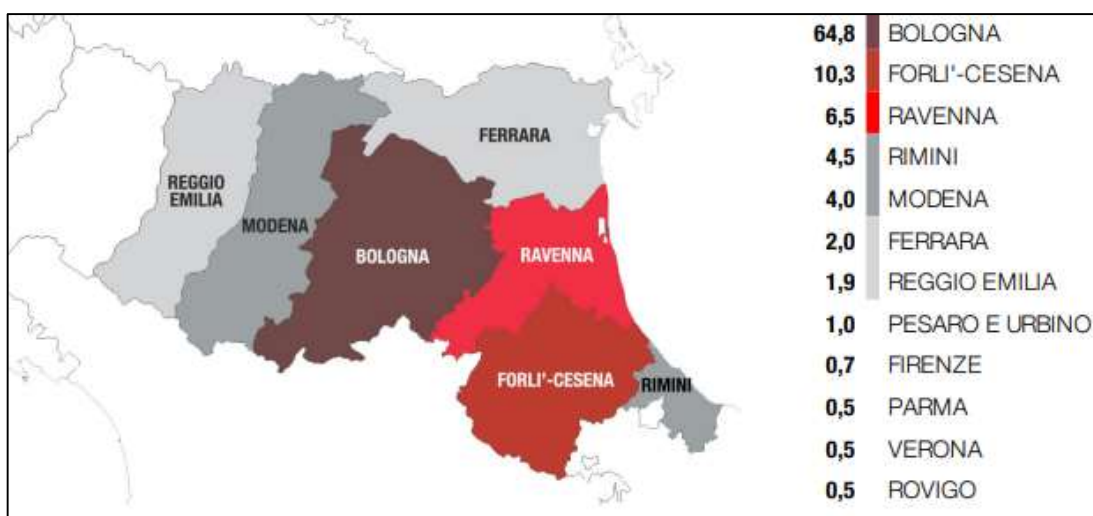 FERRARA
REGGIO
EMILIA
MODENA
BOLOGNA
RAVENNA
FORLI'-CESENA
RIMINI
64,8 BOLOGNA
10,3 FORLI'-CESENA
6,5 RAVENNA
4,5 RIMINI
4,0 MODENA
2,0 FERRARA
1,9 REGGIO EMILIA
1,0 PESARO E URBINO
0,7 FIRENZE
0,5 PARMA
0,5 VERONA
0,5 ROVIGO